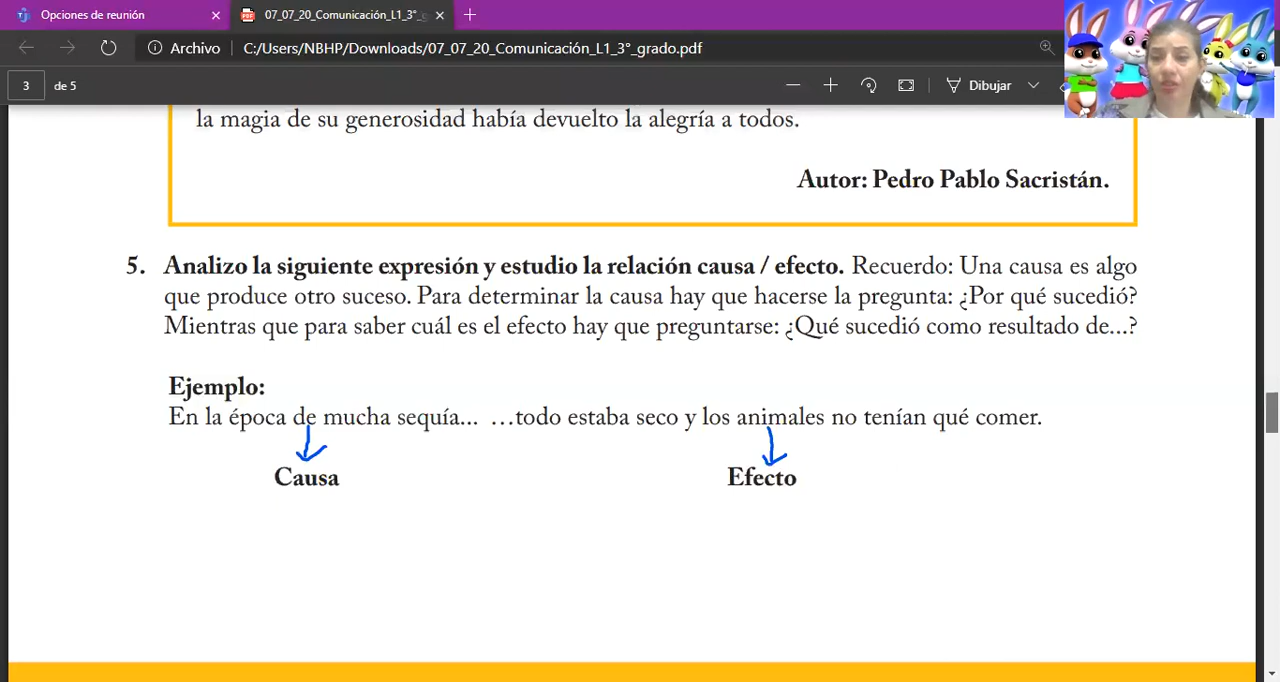 Opciones de reunión
07_07_20_Comunicación_L1_3°_g
Archivo C:/Users/NBHP/Downloads/07_07_20_Comunicación_L1_3°_grado.pdf
3 de 5 Dibujar
la magia de su generosidad había devuelto la alegría a todos.
Autor: Pedro Pablo Sacristán.
5. Analizo la siguiente expresión y estudio la relación causa / efecto. Recuerdo: Una causa es algo
que produce otro suceso. Para determinar la causa hay que hacerse la pregunta: ¿Por qué sucedió?
Mientras que para saber cuál es el efecto hay que preguntarse: ¿Qué sucedió como resultado de...?
Ejemplo:
En la época de mucha sequía... …todo estaba seco y los animales no tenían qué comer.
Causa Efecto